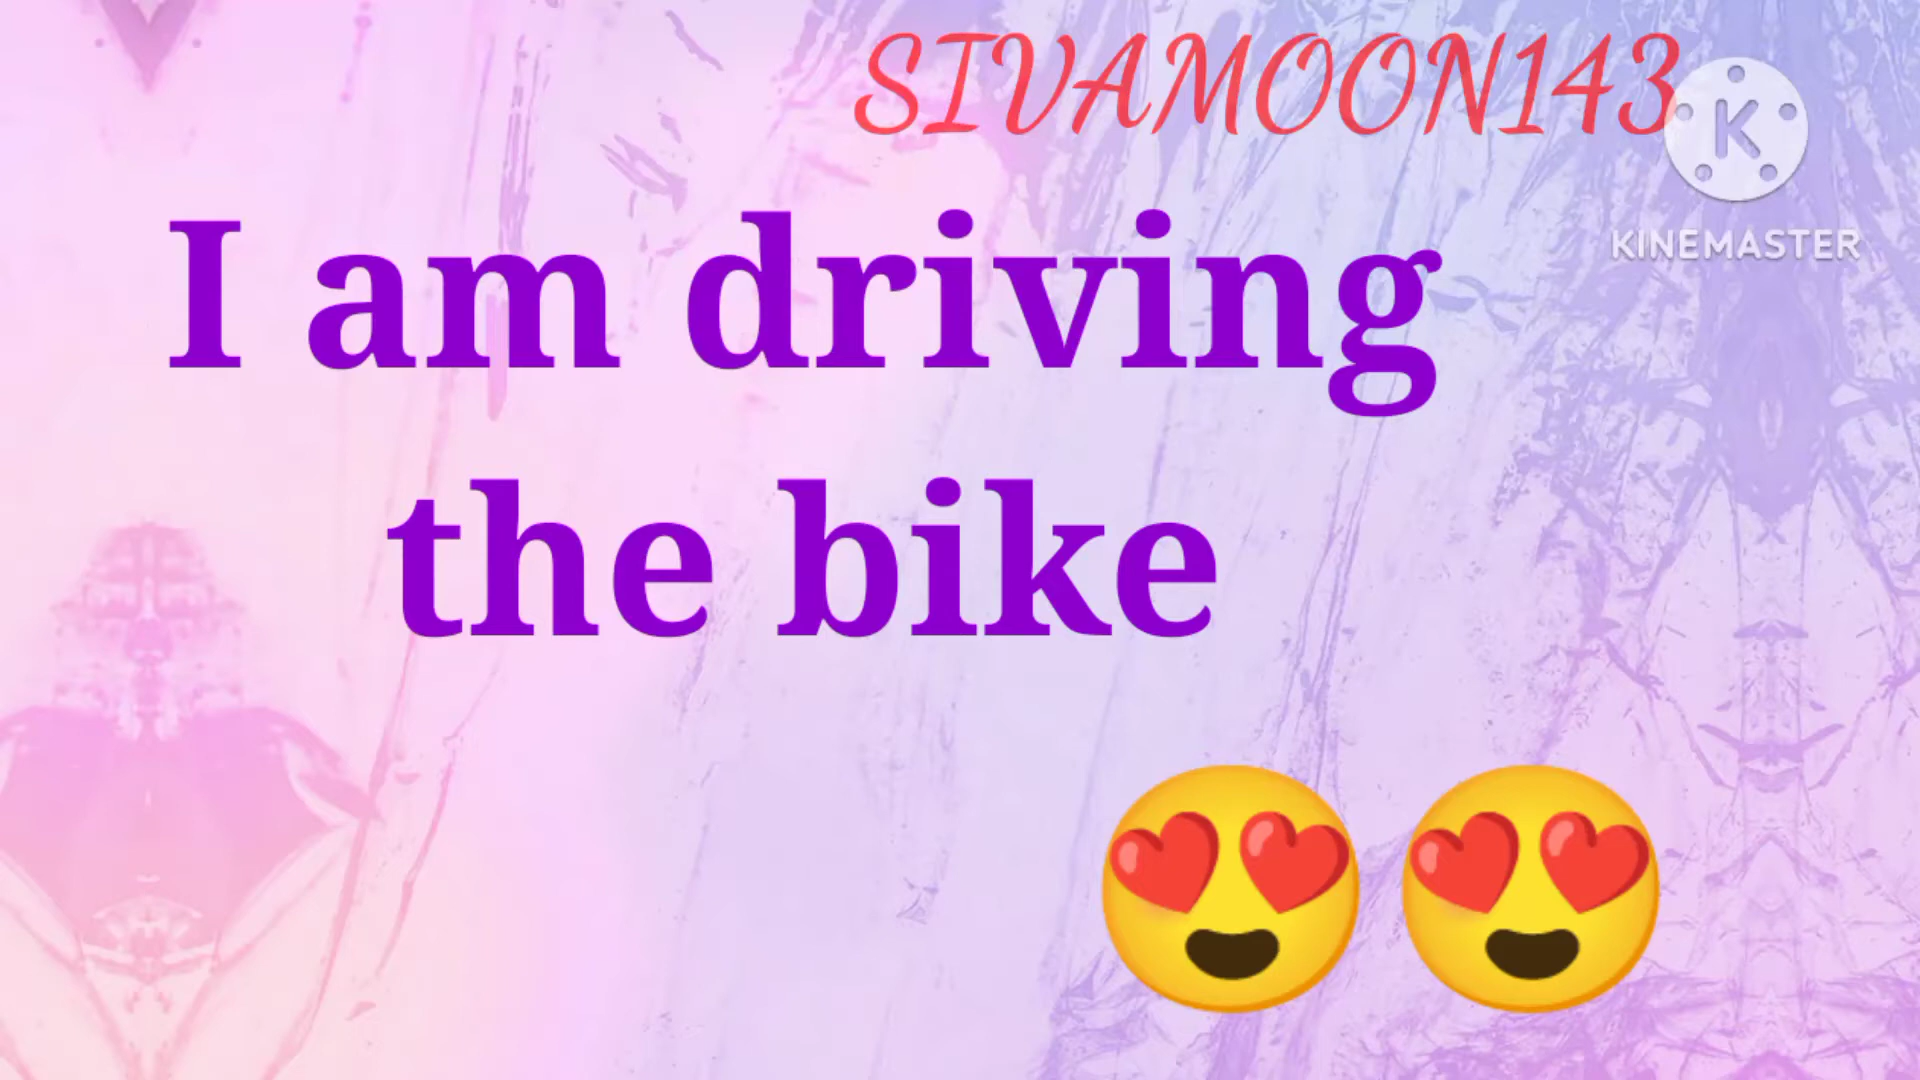 SIVAMOON143
KINEMASTER
I am driving
the bike
😍😍